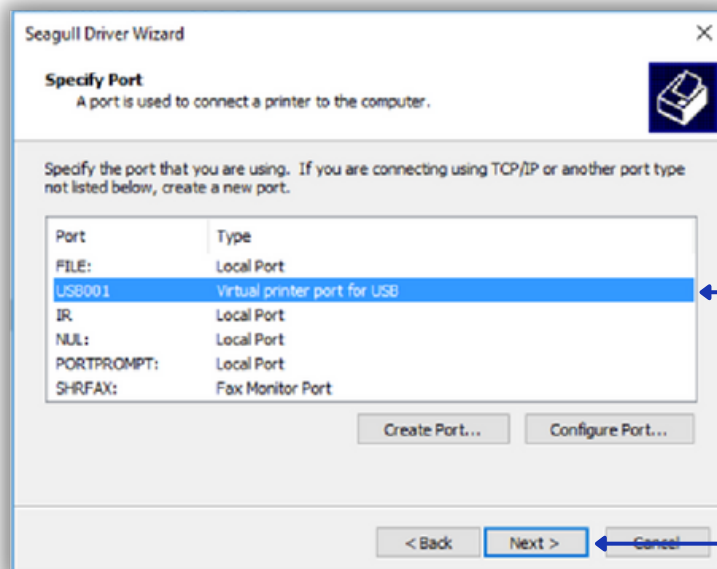 Seagull Driver Wizard
Specify Port
A port is used to connect a printer to the computer.
Specify the port that you are using. If you are connecting using TCP/IP or another port type
not listed below, create a new port.
Port Type
FILE: Local Port
USB001 Virtual printer port for USB
IR Local Port
NUL: Local Port
PORTPROMPT: Local Port
SHRFAX: Fax Monitor Port
Create Port... Configure Port...
< Back Next > Cancel